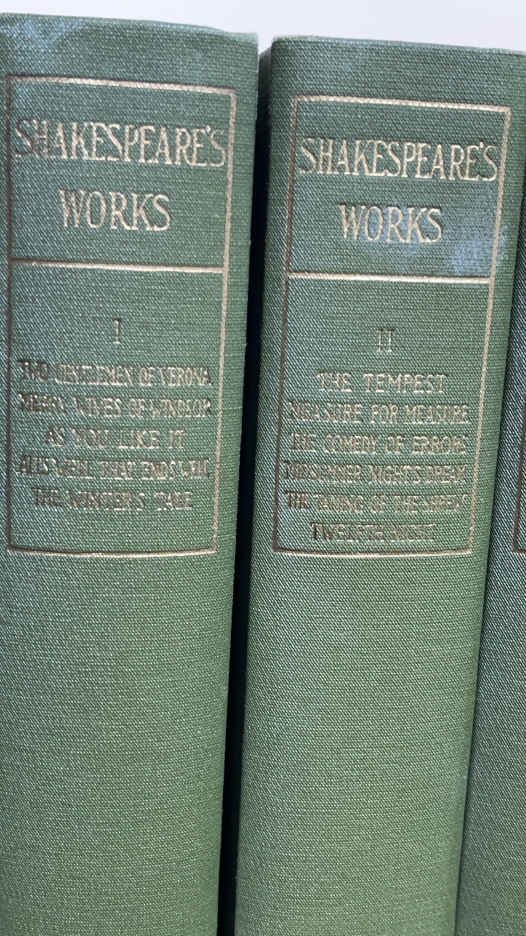 SHAKESPEARE'S
WORKS
I
TWO GENTLEMEN OF VERONA
MERRY WIVES OF WINDSOR
AS YOU LIKE IT
ALL'S WELL THAT ENDS WELL
THE WINTER'S TALE
SHAKESPEARE'S
WORKS
II
THE TEMPEST
MEASURE FOR MEASURE
THE COMEDY OF ERRORS
MIDSUMMER NIGHT'S DREAM
THE TAMING OF THE SHREW
TWELFTH NIGHT